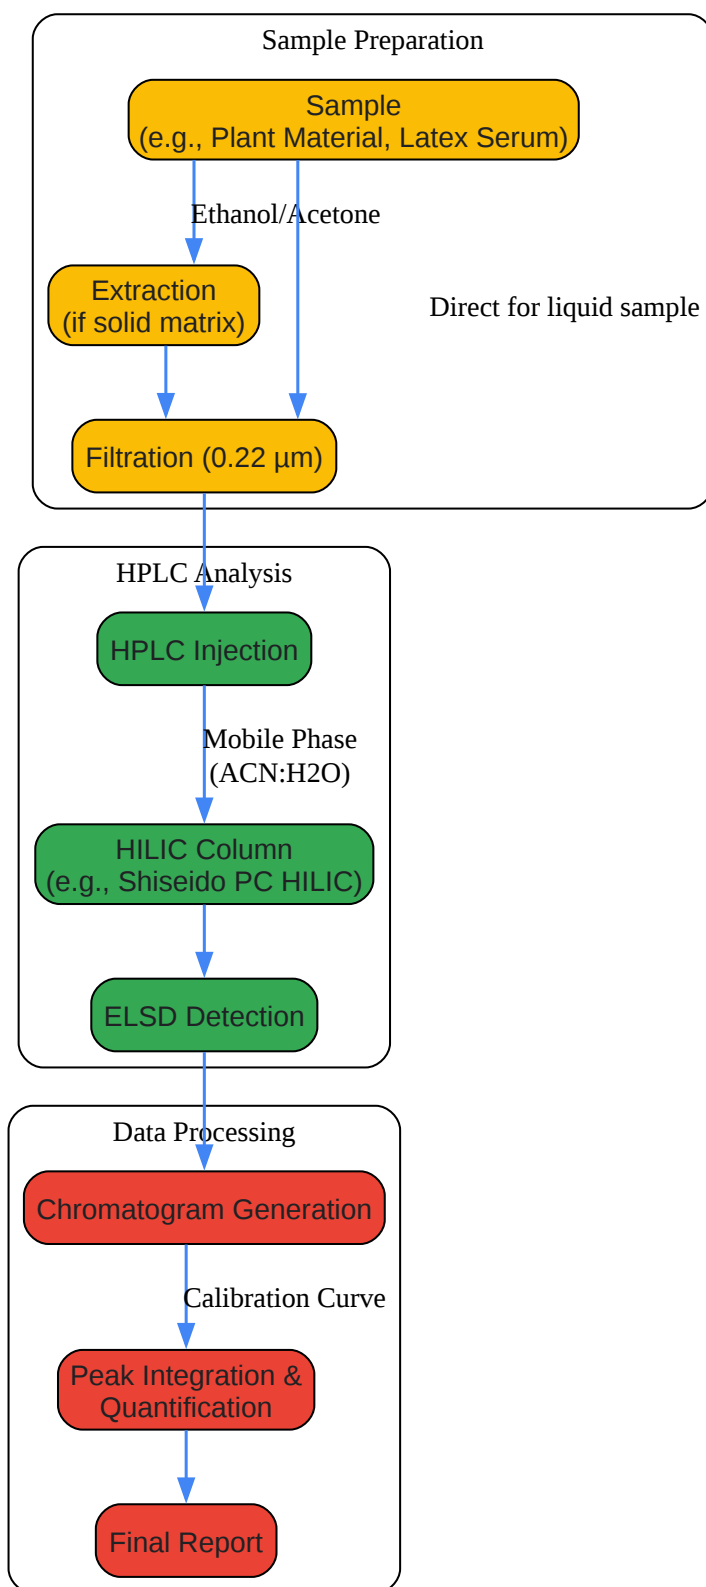 Sample Preparation
Sample
(e.g., Plant Material, Latex Serum)
Ethanol/Acetone
Extraction
(if solid matrix)
Direct for liquid sample
Filtration (0.22 µm)
HPLC Analysis
HPLC Injection
Mobile Phase
(ACN:H2O)
HILIC Column
(e.g., Shiseido PC HILIC)
ELSD Detection
Data Processing
Chromatogram Generation
Calibration Curve
Peak Integration &
Quantification
Final Report